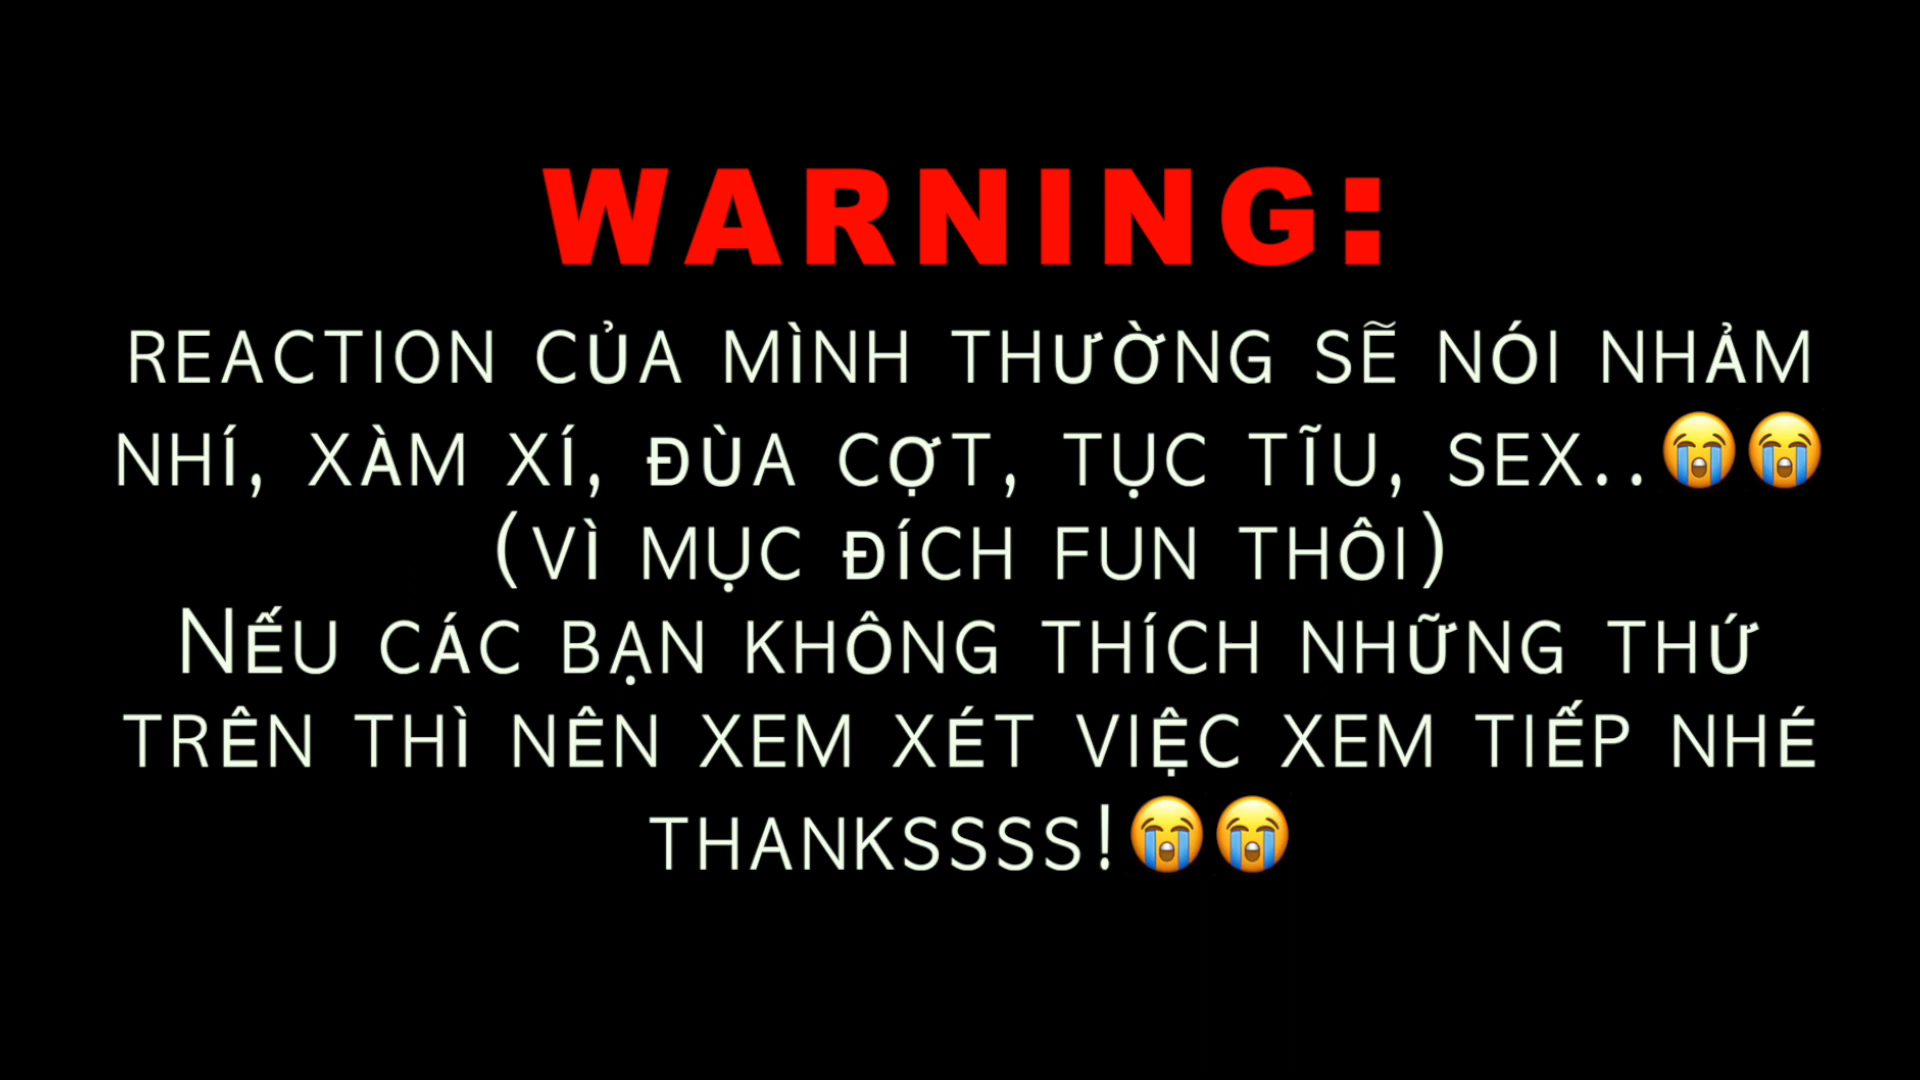 WARNING:
REACTION CỦA MÌNH THƯỜNG SẼ NÓI NHẢM
NHÍ, XÀM XÍ, ĐÙA CỢT, TỤC TĨU, SEX..😭😭
(VÌ MỤC ĐÍCH FUN THÔI)
NẾU CÁC BẠN KHÔNG THÍCH NHỮNG THỨ
TRÊN THÌ NÊN XEM XÉT VIỆC XEM TIẾP NHÉ
THANKSSSS!😭😭